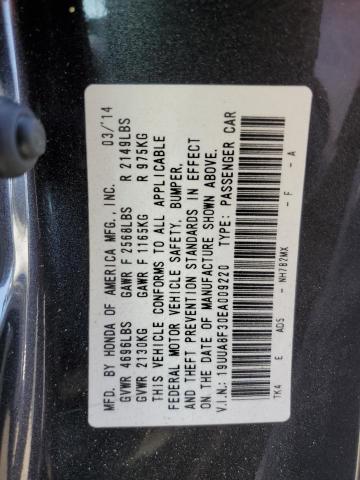 MFD. BY HONDA OF AMERICA MFG., INC. 03/'14
GVWR 4696LBS GAWR F 2568LBS R 2149LBS
GVWR 2130KG GAWR F 1165KG R 975KG
THIS VEHICLE CONFORMS TO ALL APPLICABLE
FEDERAL MOTOR VEHICLE SAFETY, BUMPER,
AND THEFT PREVENTION STANDARDS IN EFFECT
ON THE DATE OF MANUFACTURE SHOWN ABOVE.
V.I.N.: 19UUA8F30EA009220 TYPE: PASSENGER CAR
TK4 E AD5 - NH782MX - F - A